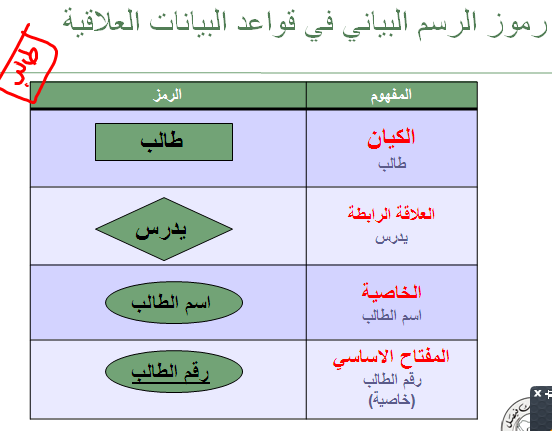 رموز الرسم البياني في قواعد البيانات العلاقية
طالب
المفهوم الرمز
الكيان
طالب
طالب
العلاقة الرابطة
يدرس
يدرس
الخاصية
اسم الطالب
اسم الطالب
المفتاح الاساسي
رقم الطالب
(خاصية)
رقم الطالب